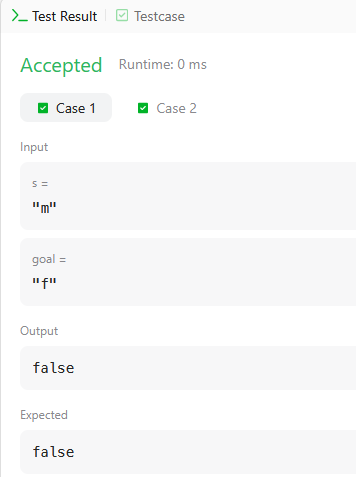 Test Result Testcase
Accepted Runtime: 0 ms
Case 1 Case 2
Input
s =
"m"
goal =
"f"
Output
false
Expected
false